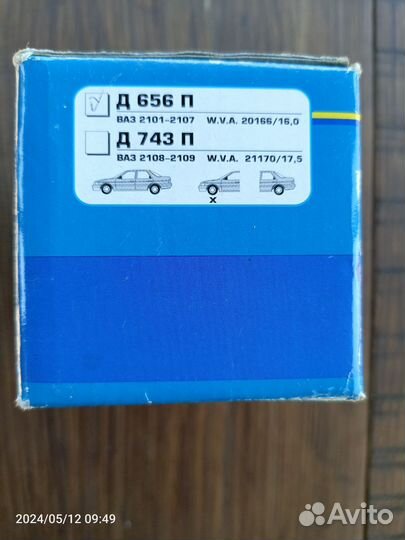 Д 656 П
ВАЗ 2101-2107 W.V.A. 20166/16,0
Д 743 П
ВАЗ 2108-2109 W.V.A. 21170/17,5
x
2024/05/12 09:49
Avito